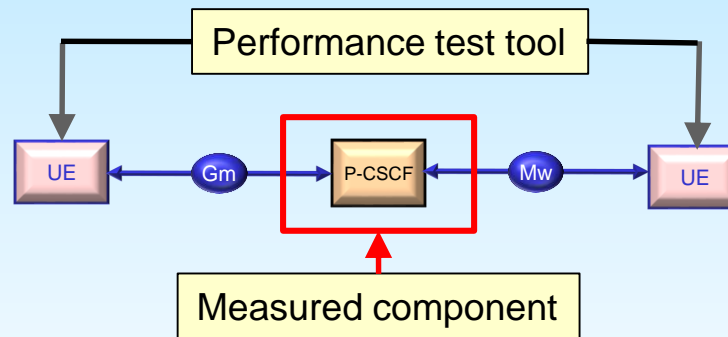 Performance test tool
UE
Gm
P-CSCF
Mw
UE
Measured component